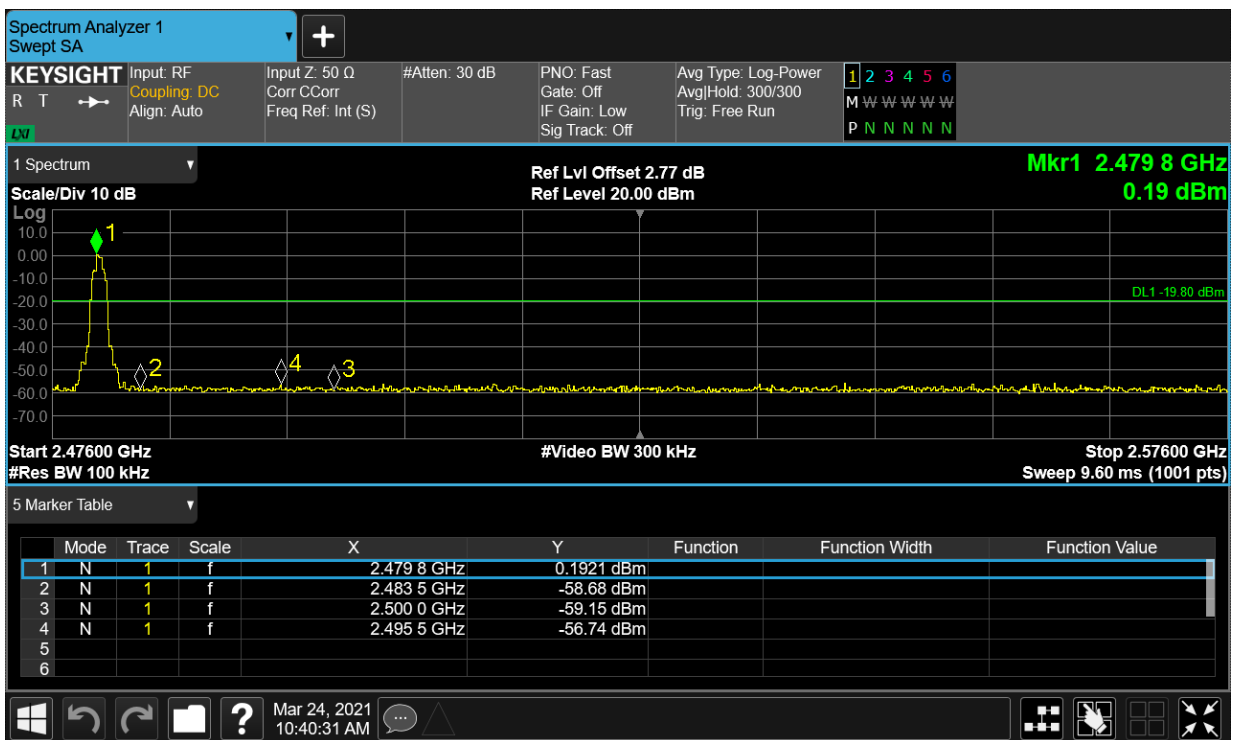 Spectrum Analyzer 1
Swept SA
+
KEYSIGHT
R T
LXI
Input: RF
Coupling: DC
Align: Auto
Input Z: 50 Ω
Corr CCorr
Freq Ref: Int (S)
#Atten: 30 dB
PNO: Fast
Gate: Off
IF Gain: Low
Sig Track: Off
Avg Type: Log-Power
Avg|Hold: 300/300
Trig: Free Run
1 2 3 4 5 6
M W W W W W
P N N N N N
1 Spectrum
Scale/Div 10 dB
Ref Lvl Offset 2.77 dB
Ref Level 20.00 dBm
Mkr1 2.479 8 GHz
0.19 dBm
Log
10.0
0.00
-10.0
-20.0
-30.0
-40.0
-50.0
-60.0
-70.0
1
2
4
3
DL1 -19.80 dBm
Start 2.47600 GHz
#Res BW 100 kHz
#Video BW 300 kHz
Stop 2.57600 GHz
Sweep 9.60 ms (1001 pts)
5 Marker Table
Mode Trace Scale X Y Function Function Width Function Value
1 N 1 f 2.479 8 GHz 0.1921 dBm
2 N 1 f 2.483 5 GHz -58.68 dBm
3 N 1 f 2.500 0 GHz -59.15 dBm
4 N 1 f 2.495 5 GHz -56.74 dBm
5
6
?
Mar 24, 2021
10:40:31 AM